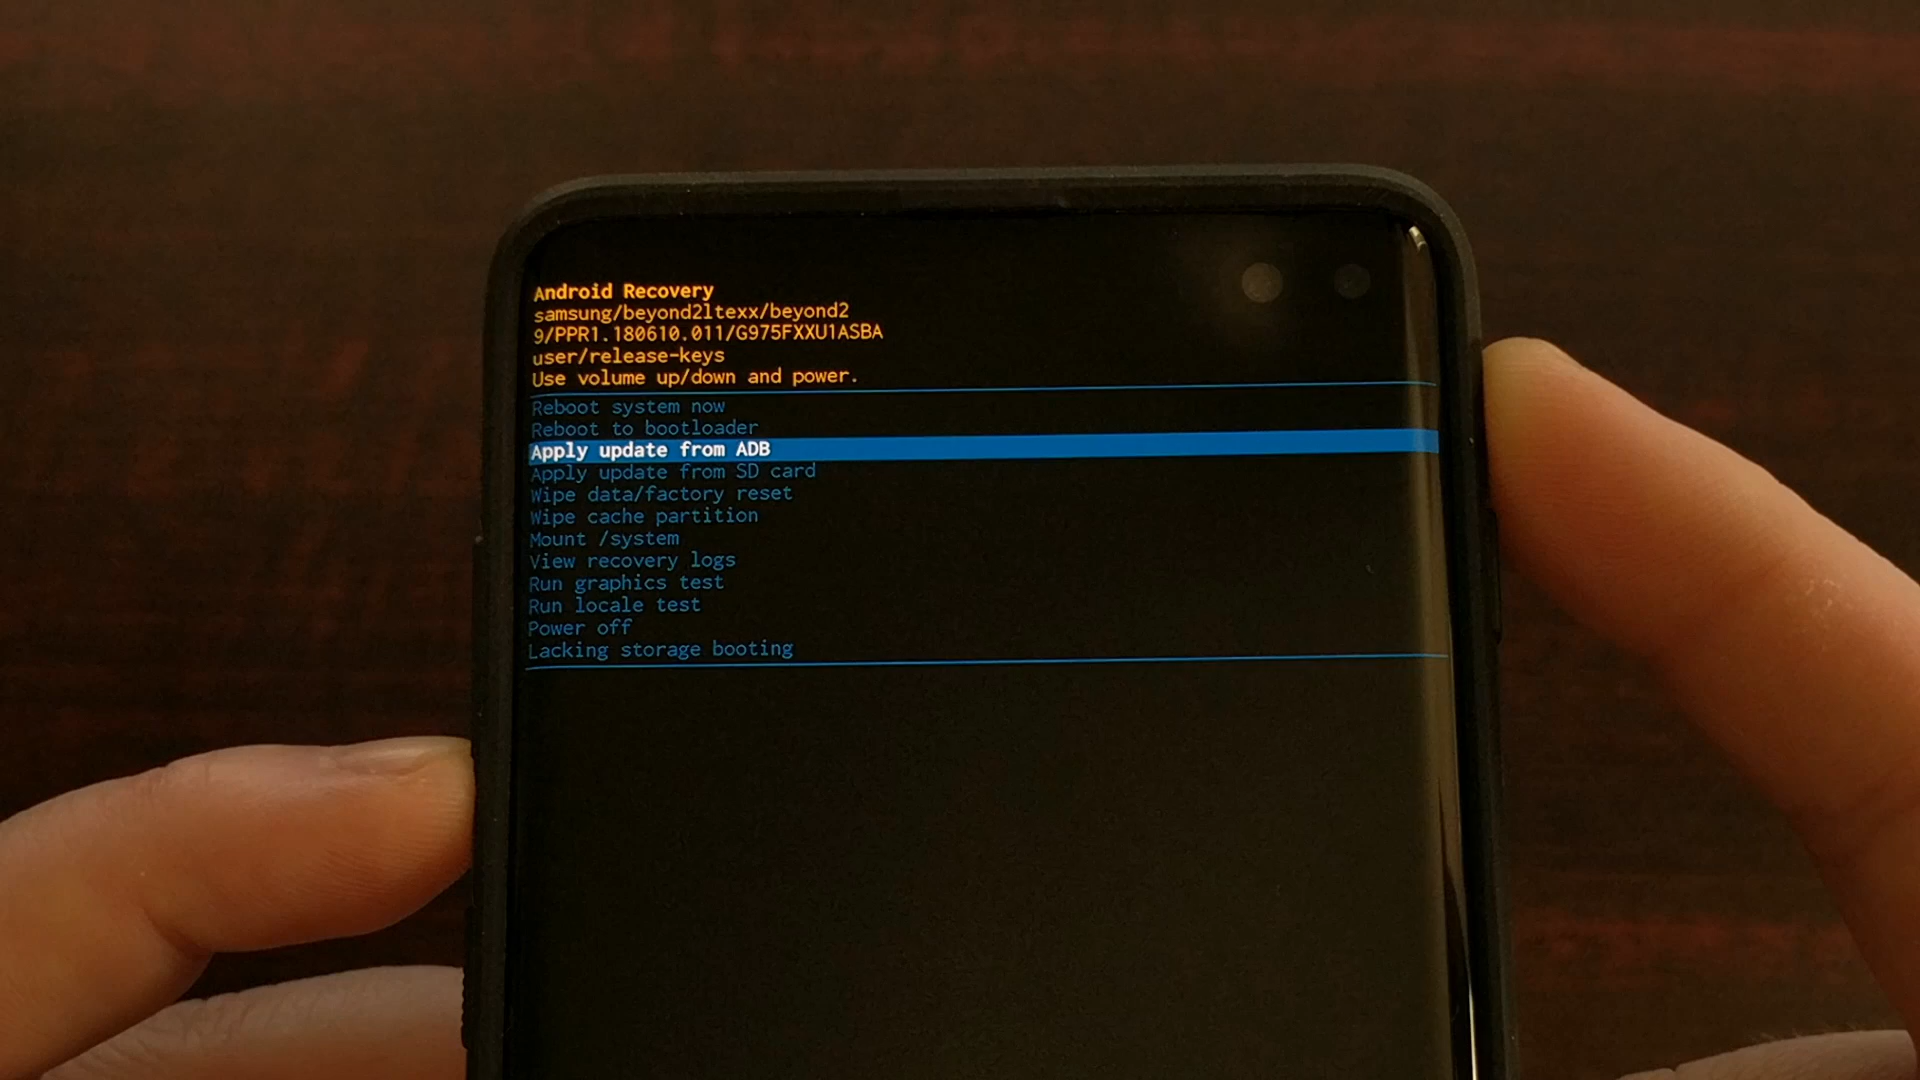 Android Recovery
samsung/beyond2ltexx/beyond2
9/PPR1.180610.011/G975FXXU1ASBA
user/release-keys
Use volume up/down and power.
Reboot system now
Reboot to bootloader
Apply update from ADB
Apply update from SD card
Wipe data/factory reset
Wipe cache partition
Mount /system
View recovery logs
Run graphics test
Run locale test
Power off
Lacking storage booting